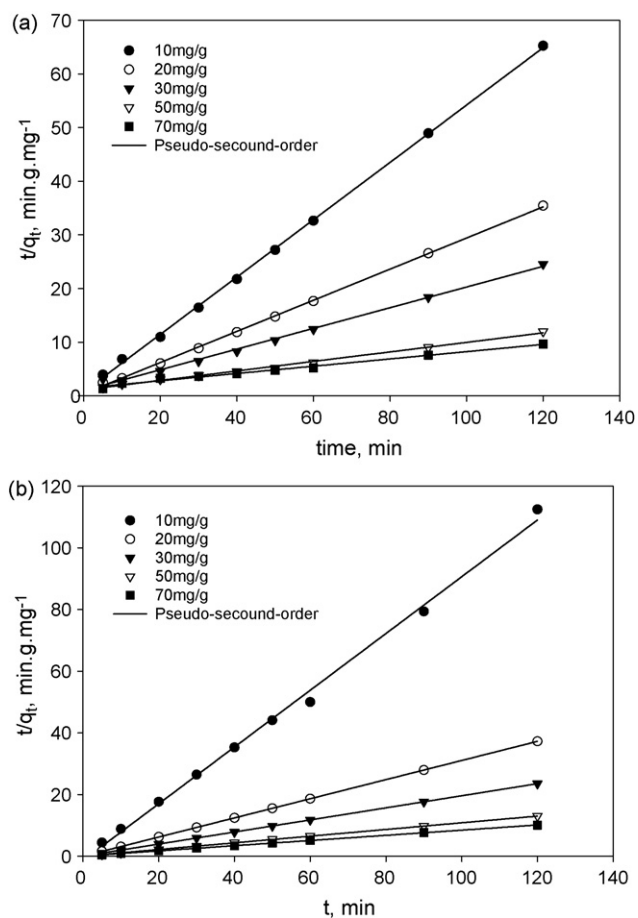 (a)
70
60
50
40
30
20
10
0
t/qt, min.g.mg-1
10mg/g
20mg/g
30mg/g
50mg/g
70mg/g
Pseudo-secound-order
0 20 40 60 80 100 120 140
time, min
(b)
120
100
80
60
40
20
0
t/qt, min.g.mg-1
10mg/g
20mg/g
30mg/g
50mg/g
70mg/g
Pseudo-secound-order
0 20 40 60 80 100 120 140
t, min